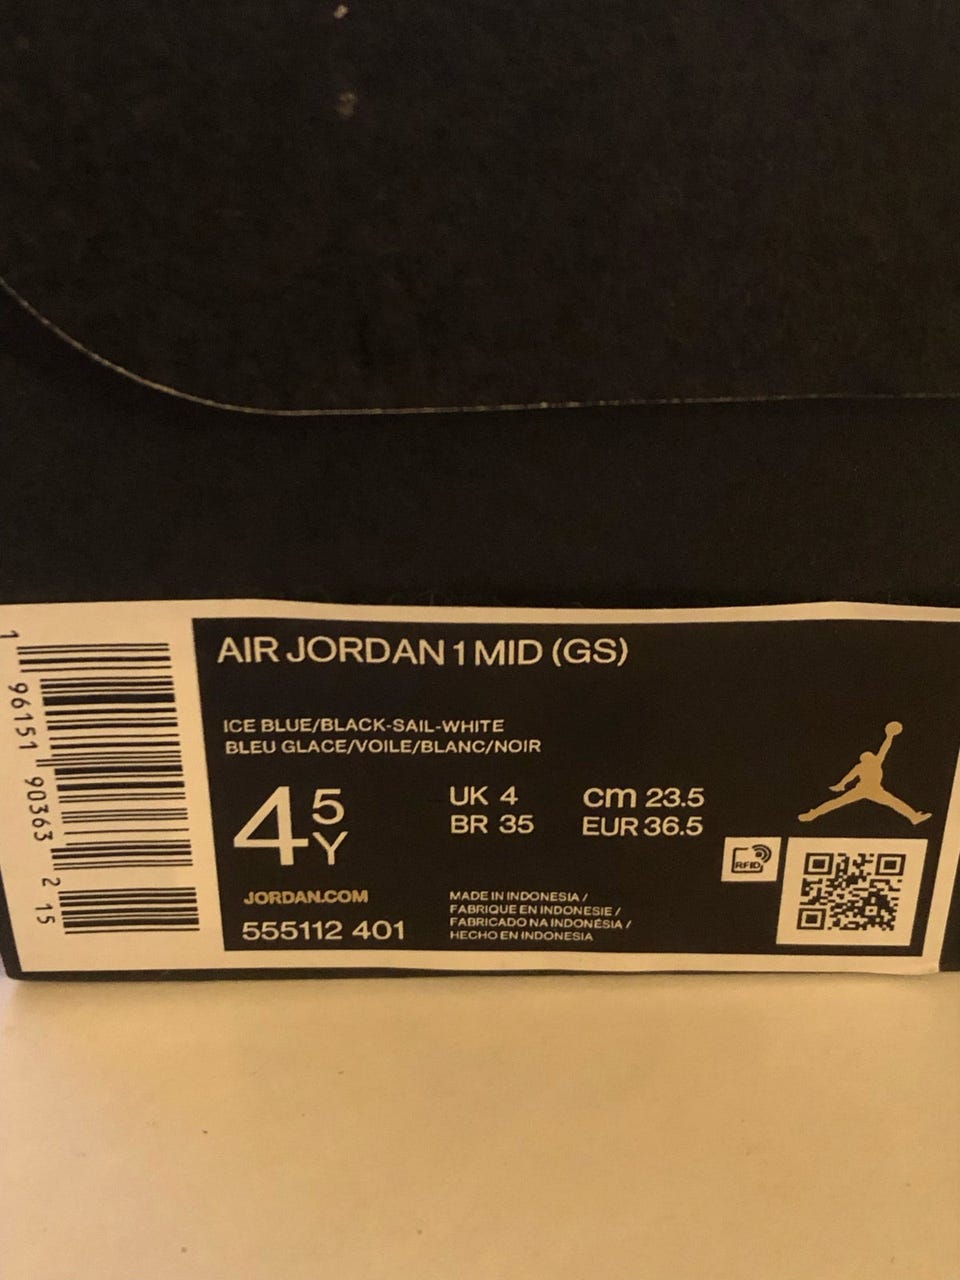 AIR JORDAN 1 MID (GS)
ICE BLUE/BLACK-SAIL-WHITE
BLEU GLACE/VOILE/BLANC/NOIR
4 5 Y
UK 4
BR 35
cm 23.5
EUR 36.5
RFID
JORDAN.COM
555112 401
MADE IN INDONESIA /
FABRIQUE EN INDONESIE /
FABRICADO NA INDONÉSIA /
HECHO EN INDONESIA
1 96151 90363 2 15